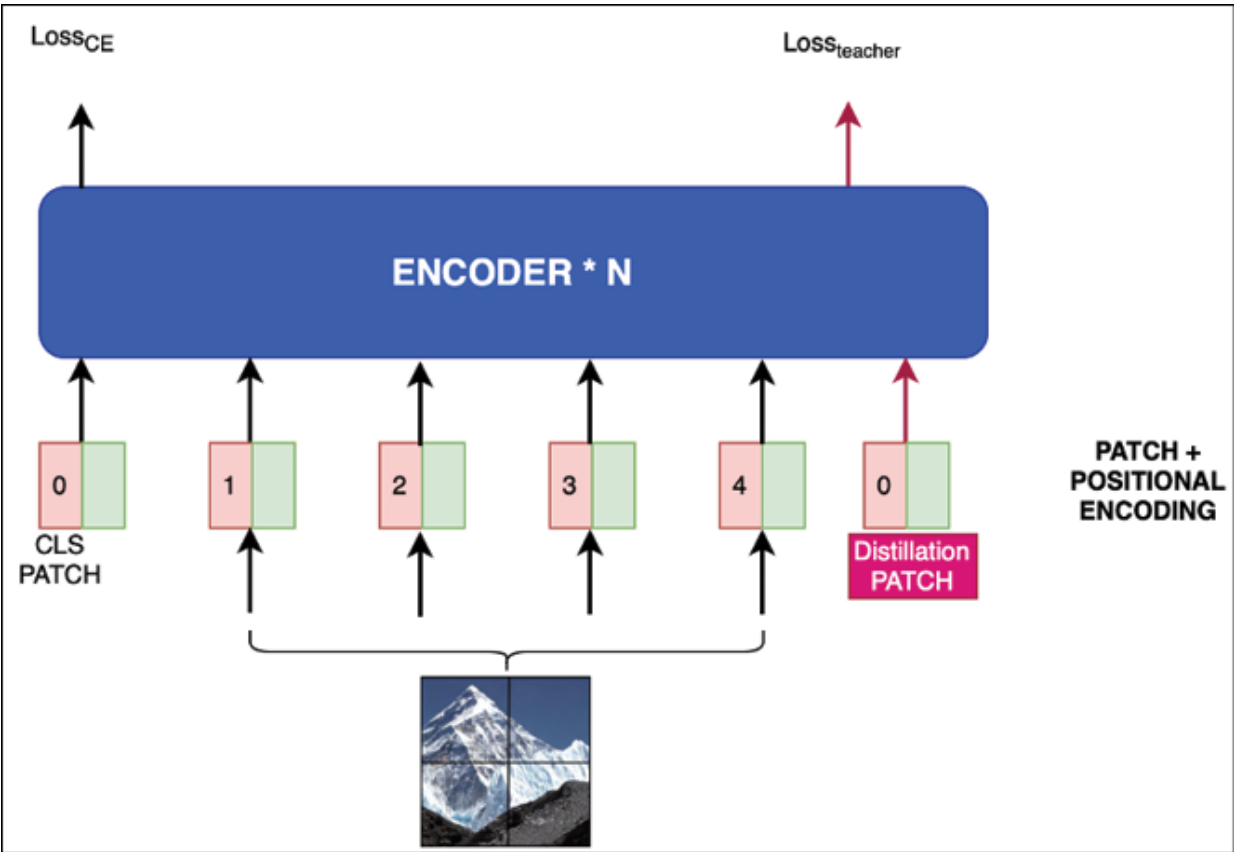 Loss_CE
Loss_teacher
ENCODER * N
0
1
2
3
4
0
CLS
PATCH
Distillation
PATCH
PATCH +
POSITIONAL
ENCODING